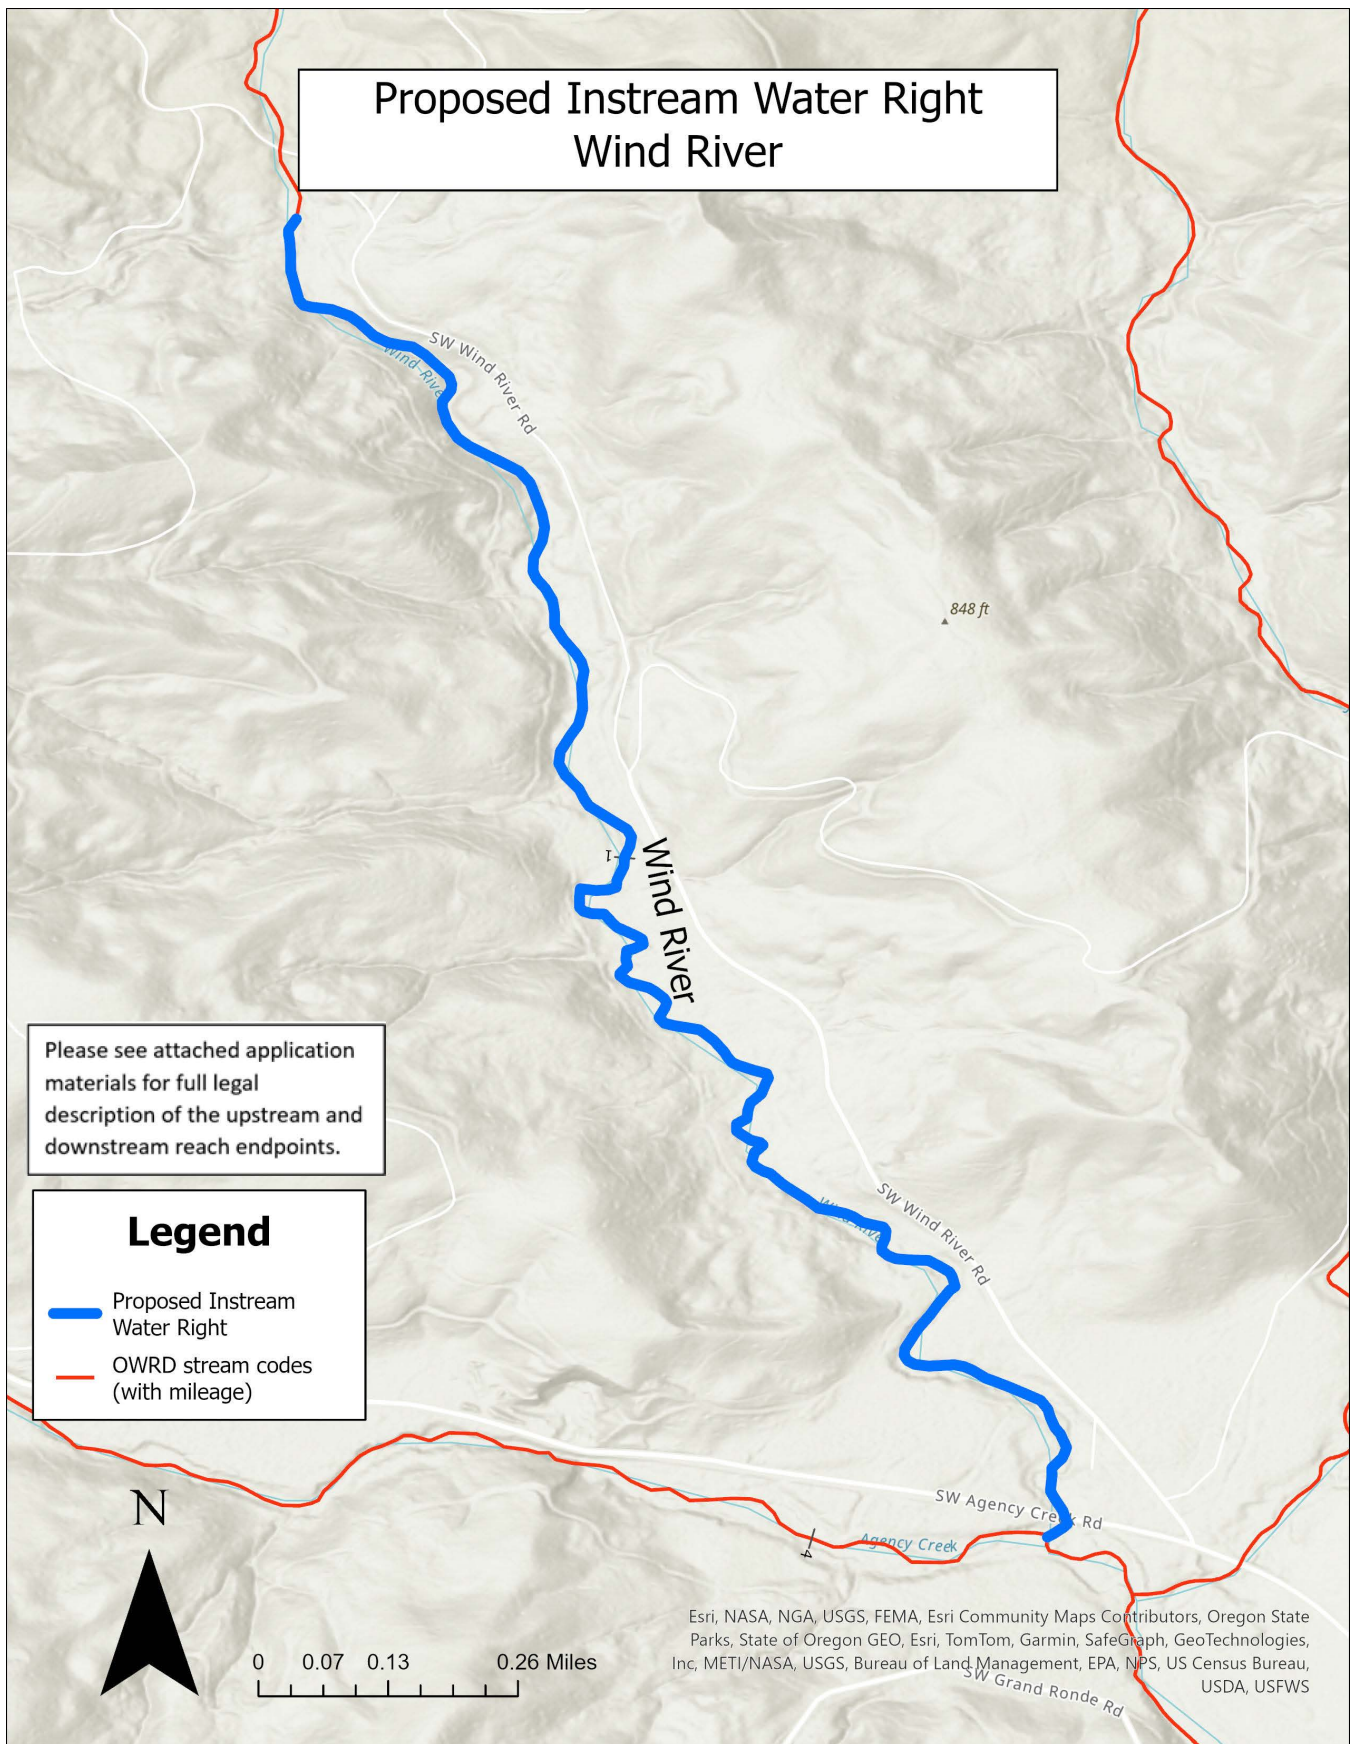 Proposed Instream Water Right
Wind River
SW Wind River Rd
Wind River
848 ft
1
Wind River
Please see attached application
materials for full legal
description of the upstream and
downstream reach endpoints.
SW Wind River Rd
Wind River
Legend
Proposed Instream
Water Right
OWRD stream codes
(with mileage)
N
SW Agency Creek Rd
Agency Creek
4
0 0.07 0.13 0.26 Miles
Esri, NASA, NGA, USGS, FEMA, Esri Community Maps Contributors, Oregon State
Parks, State of Oregon GEO, Esri, TomTom, Garmin, SafeGraph, GeoTechnologies,
Inc, METI/NASA, USGS, Bureau of Land Management, EPA, NPS, US Census Bureau,
USDA, USFWS
SW Grand Ronde Rd